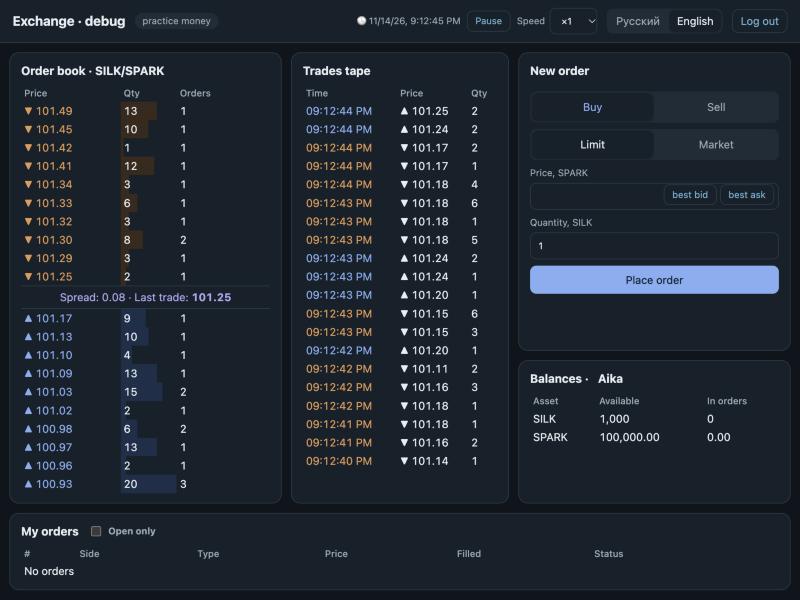 Exchange · debug practice money 11/14/26, 9:12:45 PM Pause Speed ×1 Русский English Log out
Order book · SILK/SPARK
Price Qty Orders
▼ 101.49 13 1
▼ 101.45 10 1
▼ 101.42 1 1
▼ 101.41 12 1
▼ 101.34 3 1
▼ 101.33 6 1
▼ 101.32 3 1
▼ 101.30 8 2
▼ 101.29 3 1
▼ 101.25 2 1
Spread: 0.08 · Last trade: 101.25
▲ 101.17 9 1
▲ 101.13 10 1
▲ 101.10 4 1
▲ 101.09 13 1
▲ 101.03 15 2
▲ 101.02 2 1
▲ 100.98 6 2
▲ 100.97 13 1
▲ 100.96 2 1
▲ 100.93 20 3
Trades tape
Time Price Qty
09:12:44 PM ▲ 101.25 2
09:12:44 PM ▲ 101.24 2
09:12:44 PM ▼ 101.17 2
09:12:44 PM ▼ 101.17 1
09:12:44 PM ▼ 101.18 4
09:12:43 PM ▼ 101.18 6
09:12:43 PM ▼ 101.18 1
09:12:43 PM ▼ 101.18 5
09:12:43 PM ▲ 101.24 2
09:12:43 PM ▲ 101.24 1
09:12:43 PM ▲ 101.20 1
09:12:43 PM ▼ 101.15 6
09:12:43 PM ▼ 101.15 3
09:12:42 PM ▲ 101.20 1
09:12:42 PM ▼ 101.11 2
09:12:42 PM ▼ 101.16 3
09:12:42 PM ▼ 101.18 1
09:12:41 PM ▼ 101.18 1
09:12:41 PM ▼ 101.16 2
09:12:40 PM ▼ 101.14 1
New order
Buy Sell
Limit Market
Price, SPARK
best bid best ask
Quantity, SILK
1
Place order
Balances · Aika
Asset Available In orders
SILK 1,000 0
SPARK 100,000.00 0.00
My orders Open only
# Side Type Price Filled Status
No orders